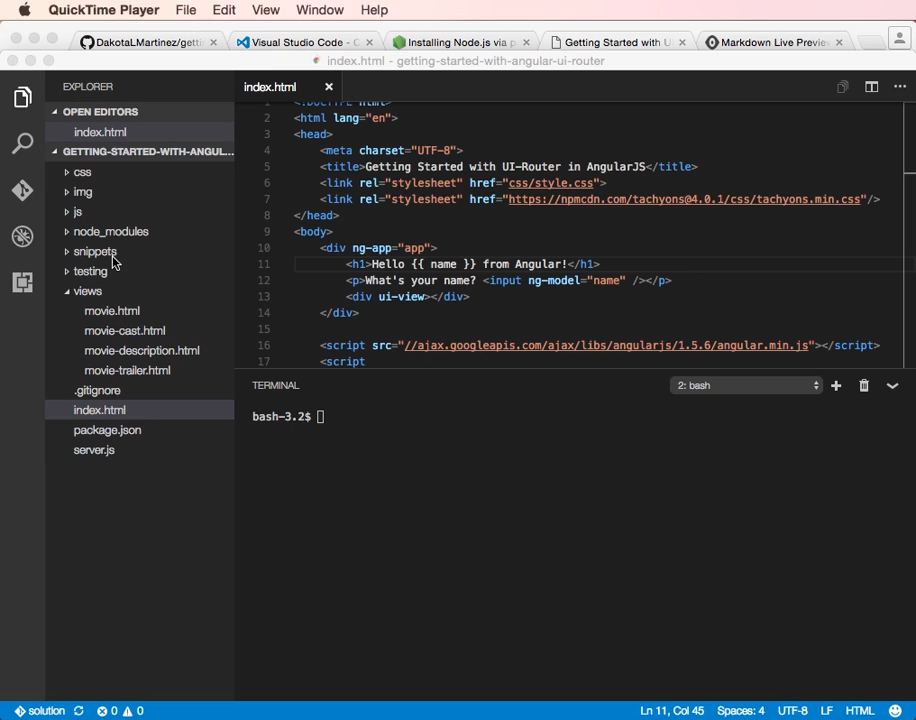 QuickTime Player File Edit View Window Help
DakotaLMartinez/getti
Visual Studio Code - C
Installing Node.js via p
Getting Started with U
Markdown Live Preview
index.html - getting-started-with-angular-ui-router
EXPLORER
OPEN EDITORS
index.html
GETTING-STARTED-WITH-ANGUL...
css
img
js
node_modules
snippets
testing
views
movie.html
movie-cast.html
movie-description.html
movie-trailer.html
.gitignore
index.html
package.json
server.js
index.html
1 <!DOCTYPE html>
2 <html lang="en">
3 <head>
4 <meta charset="UTF-8">
5 <title>Getting Started with UI-Router in AngularJS</title>
6 <link rel="stylesheet" href="css/style.css">
7 <link rel="stylesheet" href="https://npmcdn.com/tachyons@4.0.1/css/tachyons.min.css"/>
8 </head>
9 <body>
10 <div ng-app="app">
11 <h1>Hello {{ name }} from Angular!</h1>
12 <p>What's your name? <input ng-model="name" /></p>
13 <div ui-view></div>
14 </div>
15
16 <script src="//ajax.googleapis.com/ajax/libs/angularjs/1.5.6/angular.min.js"></script>
17 <script
TERMINAL
2: bash
bash-3.2$
solution 0 0
Ln 11, Col 45 Spaces: 4 UTF-8 LF HTML